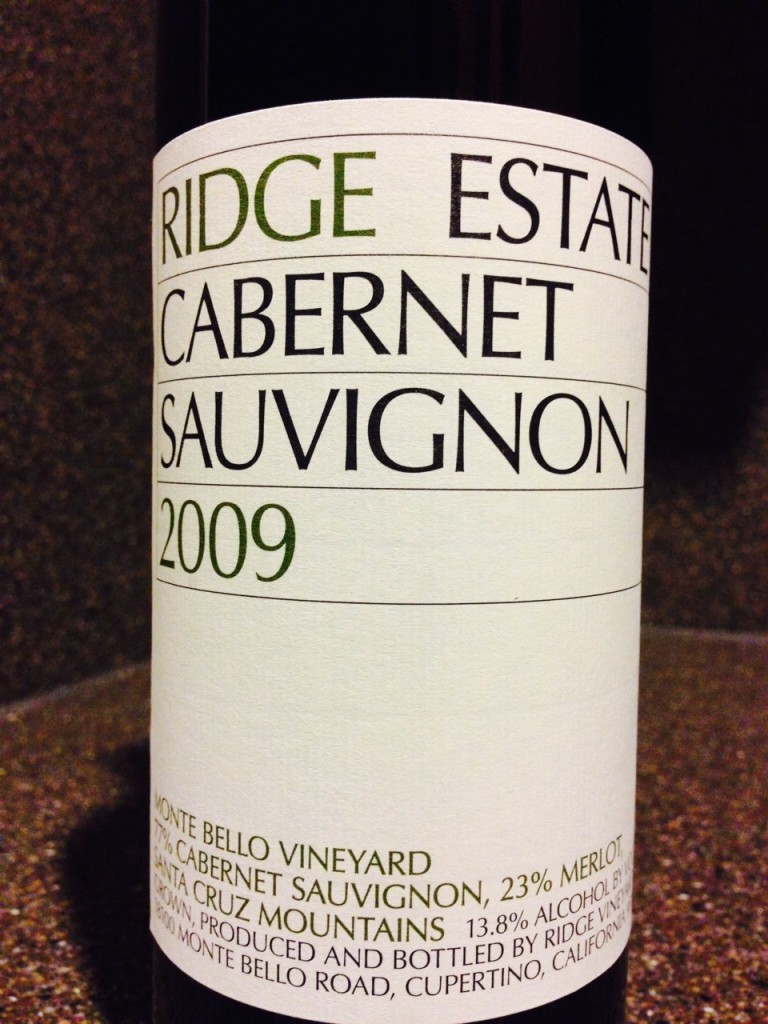 RIDGE ESTATE
CABERNET
SAUVIGNON
2009
MONTE BELLO VINEYARD
77% CABERNET SAUVIGNON, 23% MERLOT,
SANTA CRUZ MOUNTAINS 13.8% ALCOHOL BY
GROWN, PRODUCED AND BOTTLED BY RIDGE
MONTE BELLO ROAD, CUPERTINO, CALIFORNIA